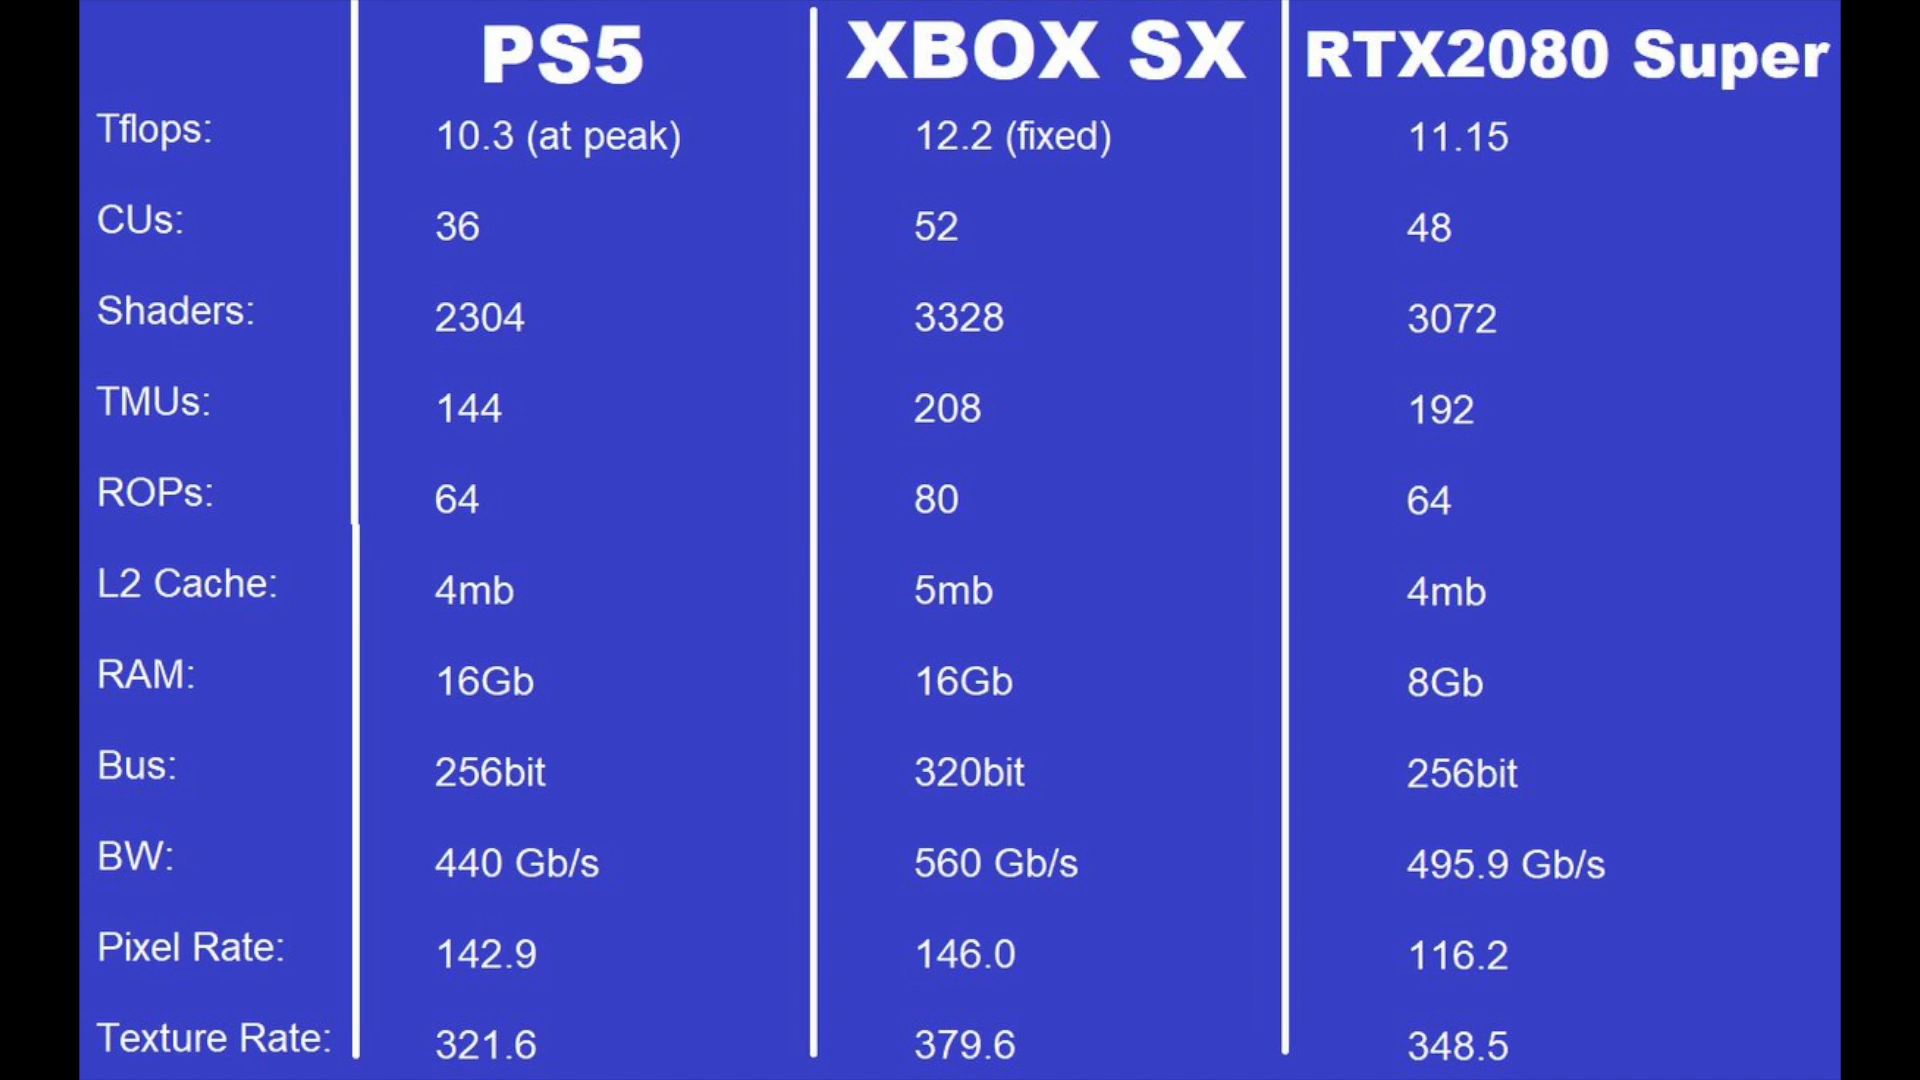 PS5 XBOX SX RTX2080 Super
Tflops: 10.3 (at peak) 12.2 (fixed) 11.15
CUs: 36 52 48
Shaders: 2304 3328 3072
TMUs: 144 208 192
ROPs: 64 80 64
L2 Cache: 4mb 5mb 4mb
RAM: 16Gb 16Gb 8Gb
Bus: 256bit 320bit 256bit
BW: 440 Gb/s 560 Gb/s 495.9 Gb/s
Pixel Rate: 142.9 146.0 116.2
Texture Rate: 321.6 379.6 348.5